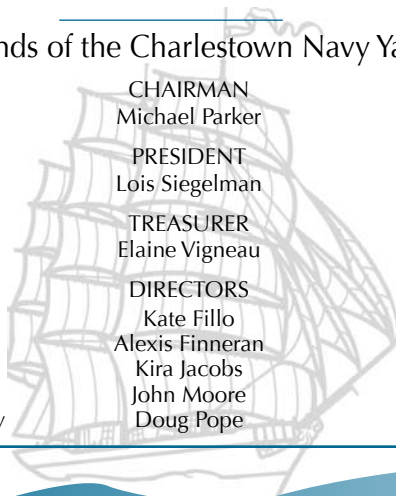 nds of the Charlestown Navy Ya
CHAIRMAN
Michael Parker
PRESIDENT
Lois Siegelman
TREASURER
Elaine Vigneau
DIRECTORS
Kate Fillo
Alexis Finneran
Kira Jacobs
John Moore
Doug Pope